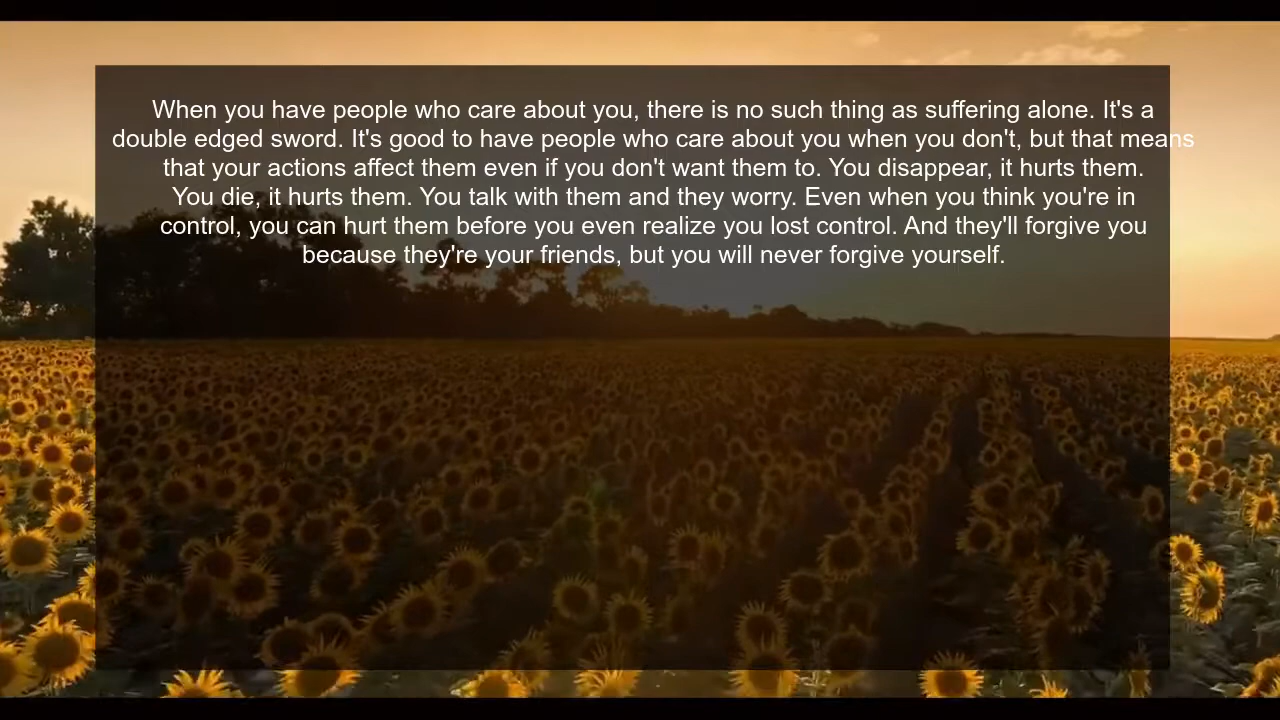 When you have people who care about you, there is no such thing as suffering alone. It's a
double edged sword. It's good to have people who care about you when you don't, but that means
that your actions affect them even if you don't want them to. You disappear, it hurts them.
You die, it hurts them. You talk with them and they worry. Even when you think you're in
control, you can hurt them before you even realize you lost control. And they'll forgive you
because they're your friends, but you will never forgive yourself.